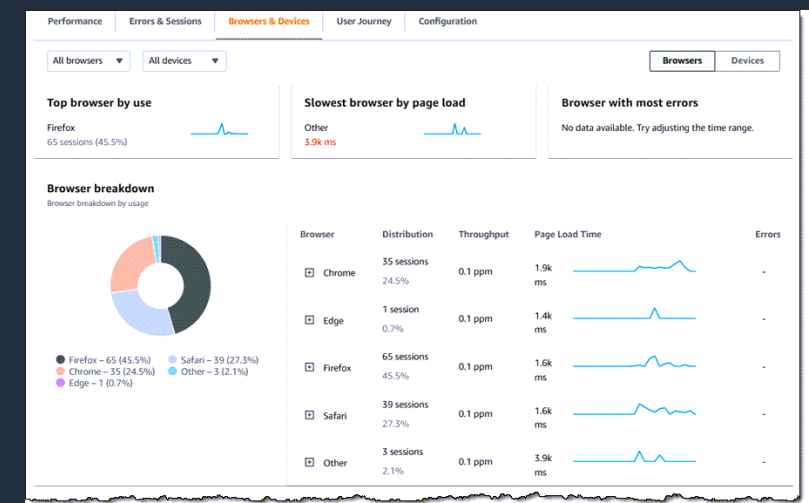 Performance
Errors & Sessions
Browsers & Devices
User Journey
Configuration
All browsers
All devices
Browsers
Devices
Top browser by use
Firefox
65 sessions (45.5%)
Slowest browser by page load
Other
3.9k ms
Browser with most errors
No data available. Try adjusting the time range.
Browser breakdown
Browser breakdown by usage
Firefox – 65 (45.5%)
Safari – 39 (27.3%)
Chrome – 35 (24.5%)
Other – 3 (2.1%)
Edge – 1 (0.7%)
Browser
Distribution
Throughput
Page Load Time
Errors
Chrome
35 sessions
24.5%
0.1 ppm
1.9k
ms
-
Edge
1 session
0.7%
0.1 ppm
1.4k
ms
-
Firefox
65 sessions
45.5%
0.1 ppm
1.6k
ms
-
Safari
39 sessions
27.3%
0.1 ppm
1.6k
ms
-
Other
3 sessions
2.1%
0.1 ppm
3.9k
ms
-